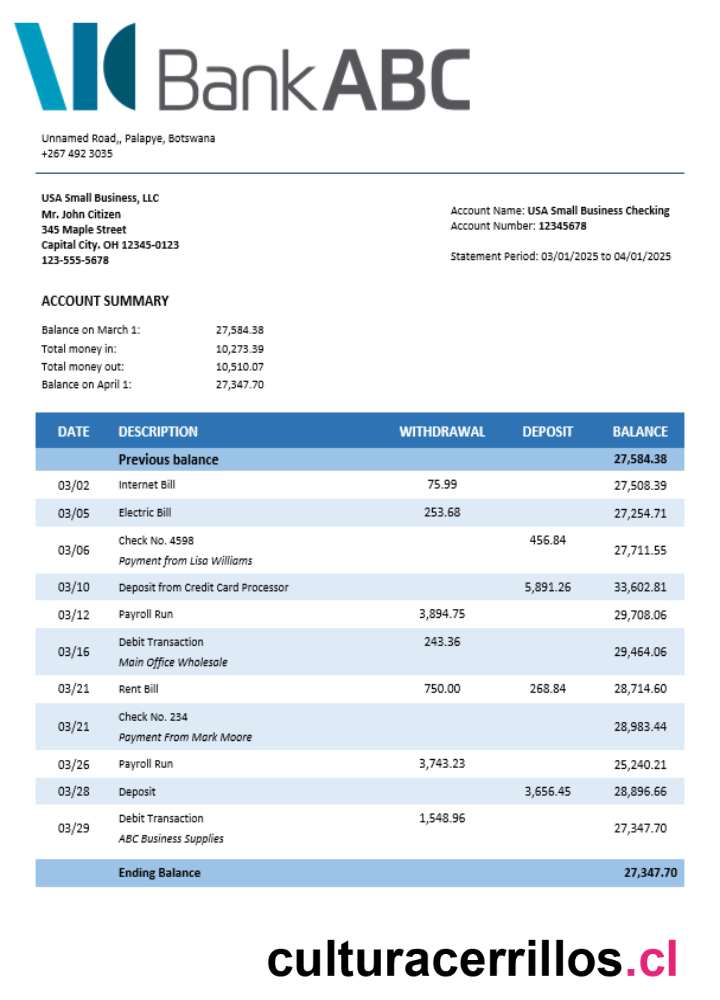 BankABC
Unnamed Road,, Palapye, Botswana
+267 492 3035
USA Small Business, LLC
Mr. John Citizen
345 Maple Street
Capital City. OH 12345-0123
123-555-5678
Account Name: USA Small Business Checking
Account Number: 12345678
Statement Period: 03/01/2025 to 04/01/2025
ACCOUNT SUMMARY
Balance on March 1: 27,584.38
Total money in: 10,273.39
Total money out: 10,510.07
Balance on April 1: 27,347.70
DATE DESCRIPTION WITHDRAWAL DEPOSIT BALANCE
Previous balance 27,584.38
03/02 Internet Bill 75.99 27,508.39
03/05 Electric Bill 253.68 27,254.71
03/06 Check No. 4598 456.84 27,711.55
Payment from Lisa Williams
03/10 Deposit from Credit Card Processor 5,891.26 33,602.81
03/12 Payroll Run 3,894.75 29,708.06
03/16 Debit Transaction 243.36 29,464.06
Main Office Wholesale
03/21 Rent Bill 750.00 268.84 28,714.60
03/21 Check No. 234 28,983.44
Payment From Mark Moore
03/26 Payroll Run 3,743.23 25,240.21
03/28 Deposit 3,656.45 28,896.66
03/29 Debit Transaction 1,548.96 27,347.70
ABC Business Supplies
Ending Balance 27,347.70
culturacerrillos.cl